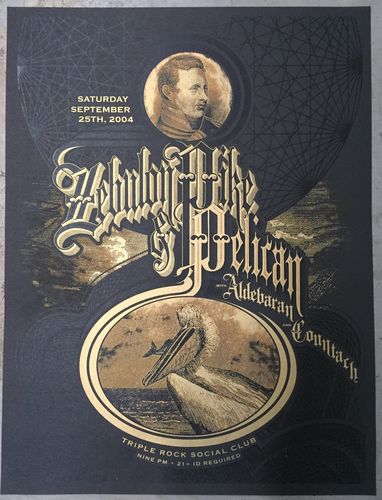 SATURDAY
SEPTEMBER
25TH, 2004
Zebulon Pike
& Pelican
WITH Aldebaran
AND Countach
TRIPLE ROCK SOCIAL CLUB
NINE PM • 21+ ID REQUIRED